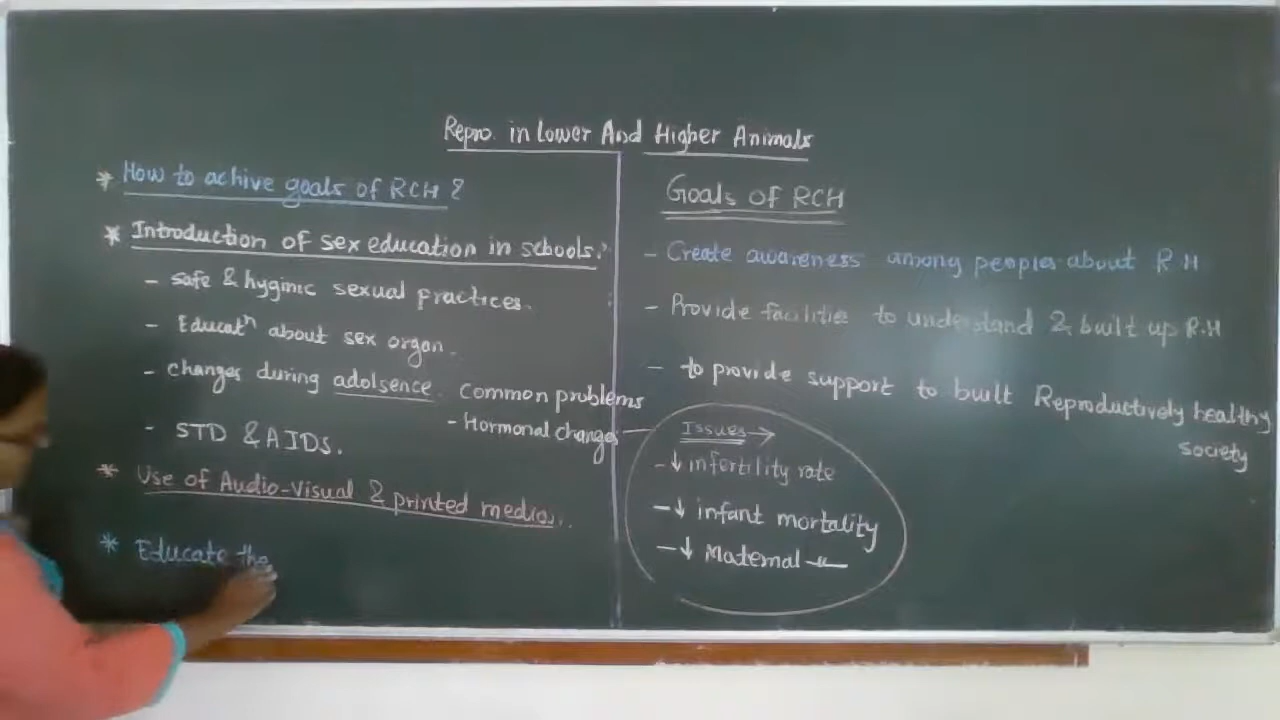 Repro. in Lower And Higher Animals
* How to achive goals of RCH ?
* Introduction of sex education in schools:
- safe & hyginic sexual practices.
- Educatⁿ about sex organ.
- changes during adolsence. Common problems
- Hormonal changes
- STD & AIDs.
* Use of Audio-Visual & printed media..
* Educate the
Goals of RCH
- Create awareness among peoples about R.H
- Provide facilities to understand & built up R.H
- to provide support to built Reproductively healthy
society
Issues →
- ↓ infertility rate
- ↓ infant mortality
- ↓ Maternal -"-